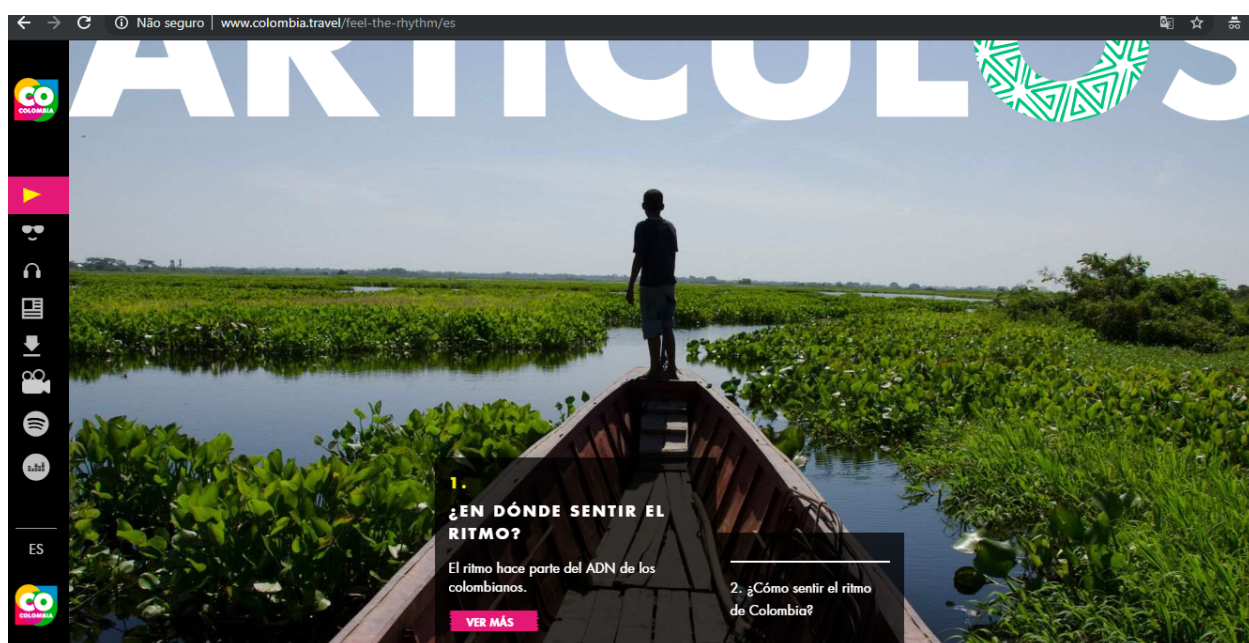 Não seguro | www.colombia.travel/feel-the-rhythm/es
ARTÍCULOS
CO
COLOMBIA
1.
¿EN DÓNDE SENTIR EL
RITMO?
El ritmo hace parte del ADN de los
colombianos.
VER MÁS
2. ¿Cómo sentir el ritmo
de Colombia?
ES
CO
COLOMBIA